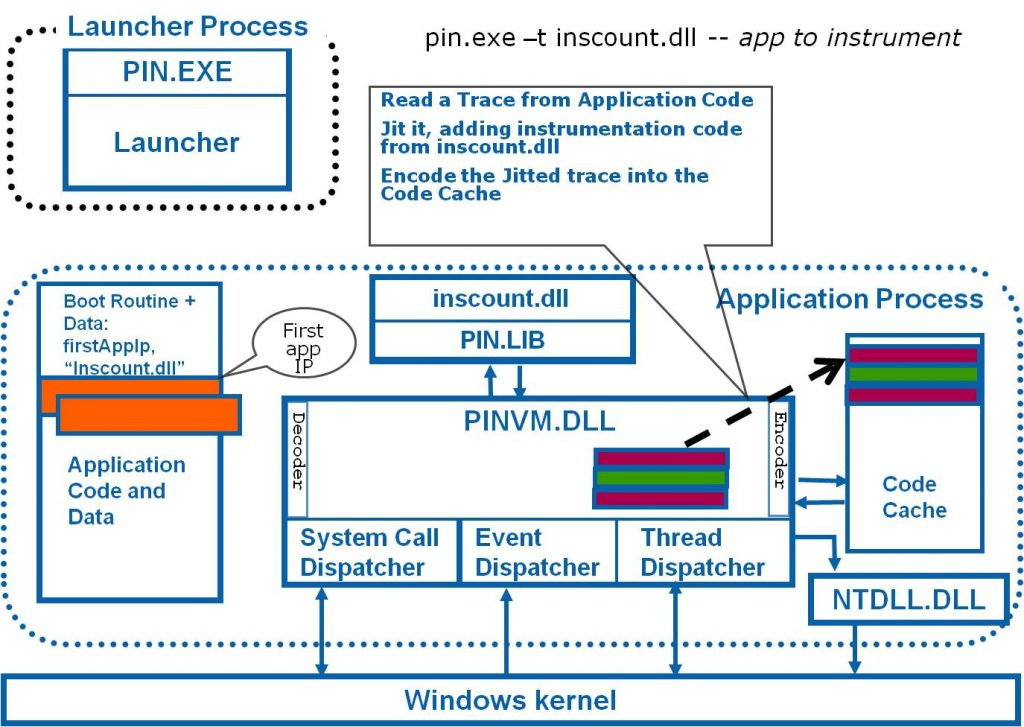 Launcher Process
pin.exe –t inscount.dll -- app to instrument
PIN.EXE
Launcher
Read a Trace from Application Code
Jit it, adding instrumentation code
from inscount.dll
Encode the Jitted trace into the
Code Cache
Application Process
Boot Routine +
Data:
firstAppIp,
“Inscount.dll”
First
app
IP
inscount.dll
PIN.LIB
PINVM.DLL
Decoder
Encoder
Application
Code and
Data
Code
Cache
System Call
Dispatcher
Event
Dispatcher
Thread
Dispatcher
NTDLL.DLL
Windows kernel